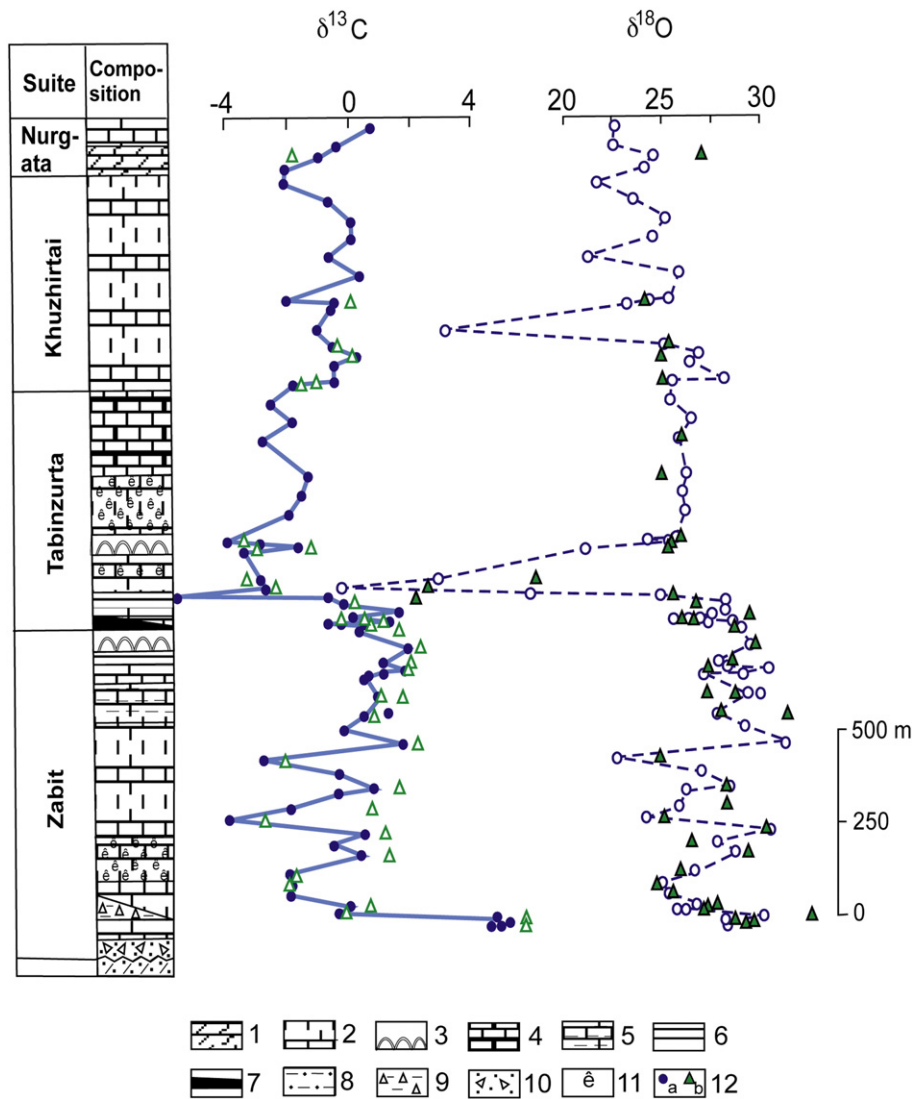 δ13C δ18O
Suite
Compo-
sition
-4 0 4 20 25 30
Nurg-
ata
Khuzhirtai
Tabinzurta
Zabit
ê ê ê
ê ê
ê ê ê
ê ê
ê ê ê
ê ê ê
ê ê
ê ê ê
500 m
250
0
1 2 3 4 5 6
7 8 9 10 ê 11 a b 12